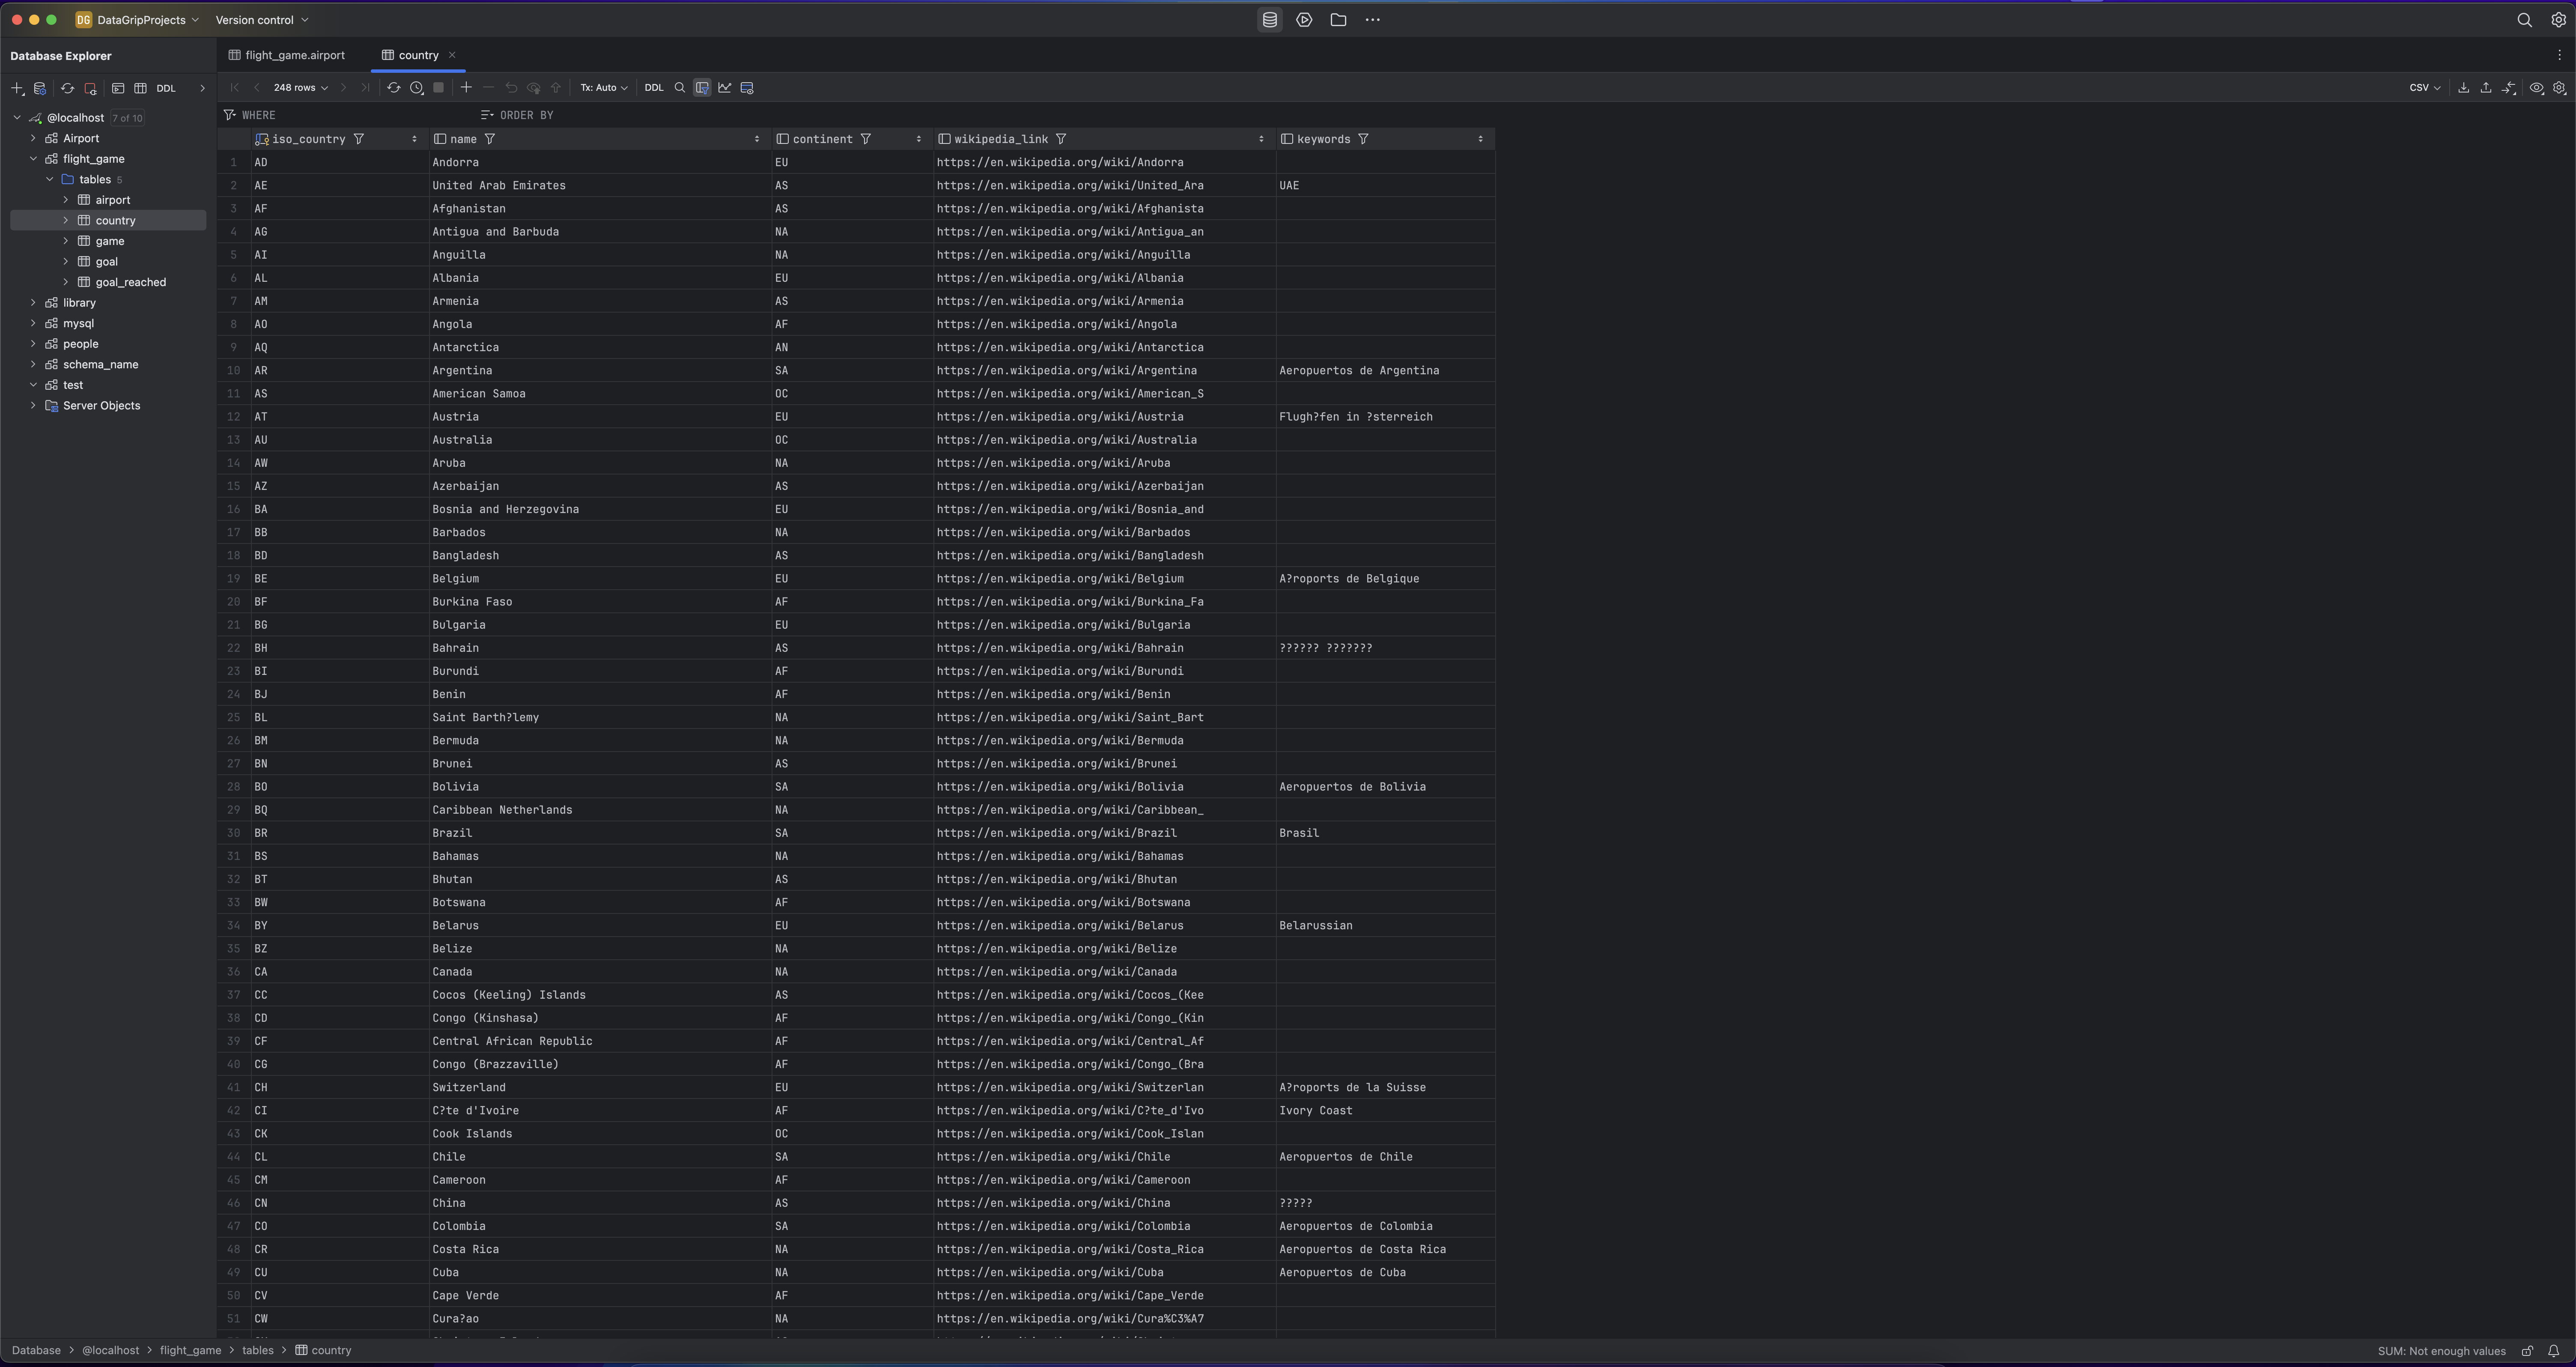 DG DataGripProjects Version control
Database Explorer
flight_game.airport country
DDL
248 rows Tx: Auto DDL CSV
WHERE ORDER BY
@localhost 7 of 10
Airport
flight_game
tables 5
airport
country
game
goal
goal_reached
library
mysql
people
schema_name
test
Server Objects
iso_country name continent wikipedia_link keywords
1 AD Andorra EU https://en.wikipedia.org/wiki/Andorra
2 AE United Arab Emirates AS https://en.wikipedia.org/wiki/United_Ara UAE
3 AF Afghanistan AS https://en.wikipedia.org/wiki/Afghanista
4 AG Antigua and Barbuda NA https://en.wikipedia.org/wiki/Antigua_an
5 AI Anguilla NA https://en.wikipedia.org/wiki/Anguilla
6 AL Albania EU https://en.wikipedia.org/wiki/Albania
7 AM Armenia AS https://en.wikipedia.org/wiki/Armenia
8 AO Angola AF https://en.wikipedia.org/wiki/Angola
9 AQ Antarctica AN https://en.wikipedia.org/wiki/Antarctica
10 AR Argentina SA https://en.wikipedia.org/wiki/Argentina Aeropuertos de Argentina
11 AS American Samoa OC https://en.wikipedia.org/wiki/American_S
12 AT Austria EU https://en.wikipedia.org/wiki/Austria Flugh?fen in ?sterreich
13 AU Australia OC https://en.wikipedia.org/wiki/Australia
14 AW Aruba NA https://en.wikipedia.org/wiki/Aruba
15 AZ Azerbaijan AS https://en.wikipedia.org/wiki/Azerbaijan
16 BA Bosnia and Herzegovina EU https://en.wikipedia.org/wiki/Bosnia_and
17 BB Barbados NA https://en.wikipedia.org/wiki/Barbados
18 BD Bangladesh AS https://en.wikipedia.org/wiki/Bangladesh
19 BE Belgium EU https://en.wikipedia.org/wiki/Belgium A?roports de Belgique
20 BF Burkina Faso AF https://en.wikipedia.org/wiki/Burkina_Fa
21 BG Bulgaria EU https://en.wikipedia.org/wiki/Bulgaria
22 BH Bahrain AS https://en.wikipedia.org/wiki/Bahrain ?????? ???????
23 BI Burundi AF https://en.wikipedia.org/wiki/Burundi
24 BJ Benin AF https://en.wikipedia.org/wiki/Benin
25 BL Saint Barth?lemy NA https://en.wikipedia.org/wiki/Saint_Bart
26 BM Bermuda NA https://en.wikipedia.org/wiki/Bermuda
27 BN Brunei AS https://en.wikipedia.org/wiki/Brunei
28 BO Bolivia SA https://en.wikipedia.org/wiki/Bolivia Aeropuertos de Bolivia
29 BQ Caribbean Netherlands NA https://en.wikipedia.org/wiki/Caribbean_
30 BR Brazil SA https://en.wikipedia.org/wiki/Brazil Brasil
31 BS Bahamas NA https://en.wikipedia.org/wiki/Bahamas
32 BT Bhutan AS https://en.wikipedia.org/wiki/Bhutan
33 BW Botswana AF https://en.wikipedia.org/wiki/Botswana
34 BY Belarus EU https://en.wikipedia.org/wiki/Belarus Belarussian
35 BZ Belize NA https://en.wikipedia.org/wiki/Belize
36 CA Canada NA https://en.wikipedia.org/wiki/Canada
37 CC Cocos (Keeling) Islands AS https://en.wikipedia.org/wiki/Cocos_(Kee
38 CD Congo (Kinshasa) AF https://en.wikipedia.org/wiki/Congo_(Kin
39 CF Central African Republic AF https://en.wikipedia.org/wiki/Central_Af
40 CG Congo (Brazzaville) AF https://en.wikipedia.org/wiki/Congo_(Bra
41 CH Switzerland EU https://en.wikipedia.org/wiki/Switzerlan A?roports de la Suisse
42 CI C?te d'Ivoire AF https://en.wikipedia.org/wiki/C?te_d'Ivo Ivory Coast
43 CK Cook Islands OC https://en.wikipedia.org/wiki/Cook_Islan
44 CL Chile SA https://en.wikipedia.org/wiki/Chile Aeropuertos de Chile
45 CM Cameroon AF https://en.wikipedia.org/wiki/Cameroon
46 CN China AS https://en.wikipedia.org/wiki/China ?????
47 CO Colombia SA https://en.wikipedia.org/wiki/Colombia Aeropuertos de Colombia
48 CR Costa Rica NA https://en.wikipedia.org/wiki/Costa_Rica Aeropuertos de Costa Rica
49 CU Cuba NA https://en.wikipedia.org/wiki/Cuba Aeropuertos de Cuba
50 CV Cape Verde AF https://en.wikipedia.org/wiki/Cape_Verde
51 CW Cura?ao NA https://en.wikipedia.org/wiki/Cura%C3%A7
Database > @localhost > flight_game > tables > country SUM: Not enough values